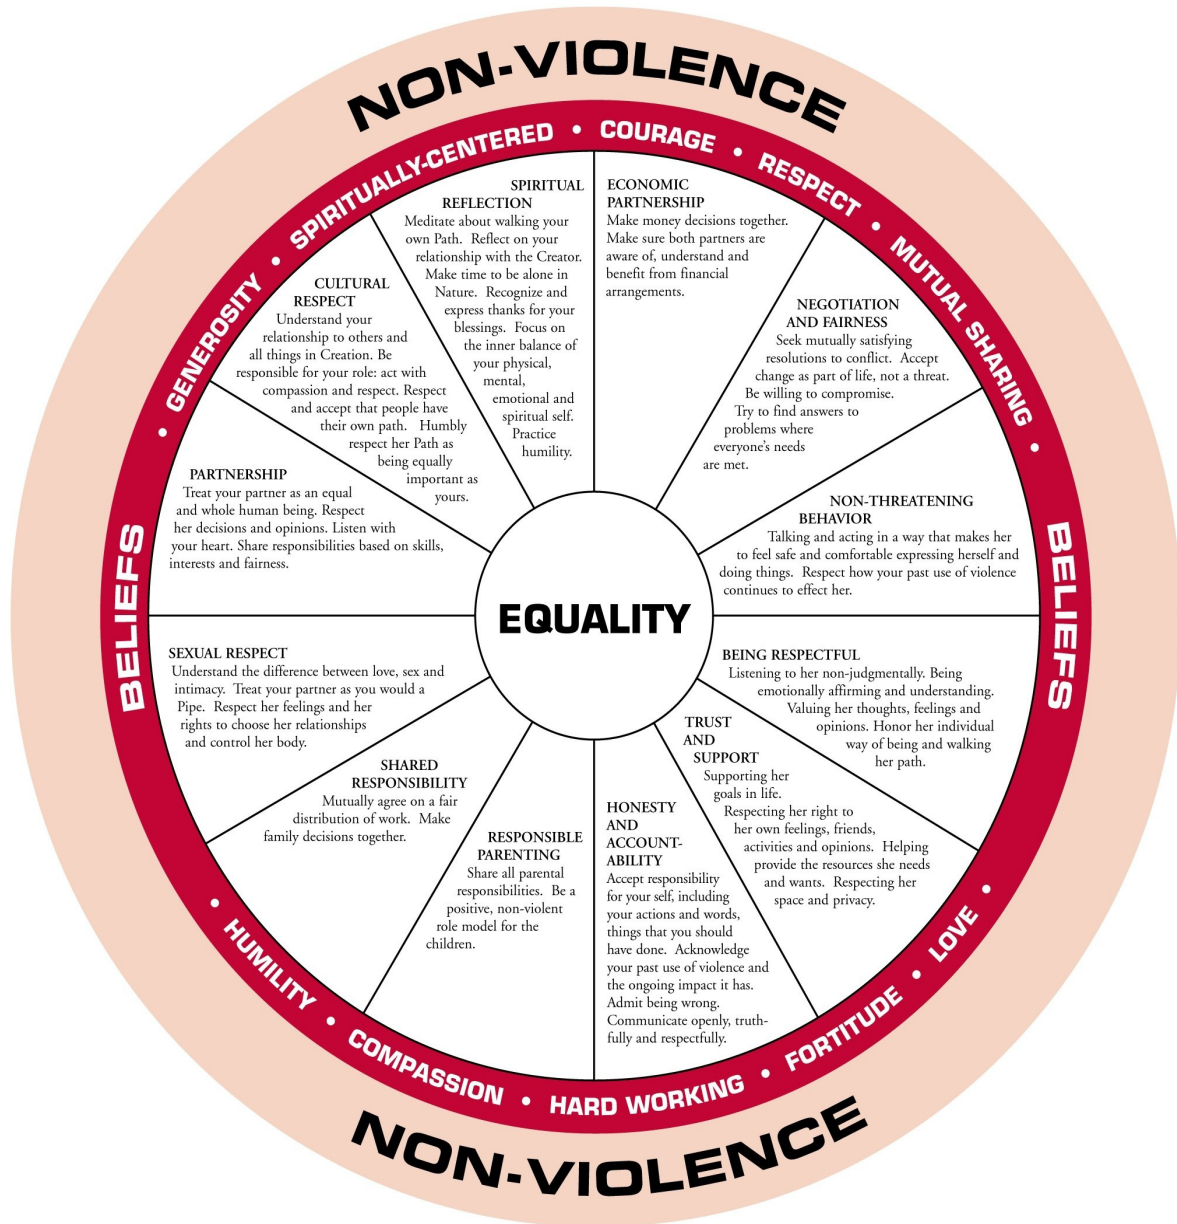 NON-VIOLENCE
GENEROSITY • SPIRITUALLY-CENTERED • COURAGE • RESPECT • MUTUAL SHARING •
BELIEFS
BELIEFS
SPIRITUAL
REFLECTION
Meditate about walking your
own Path. Reflect on your
relationship with the Creator.
Make time to be alone in
Nature. Recognize and
express thanks for your
blessings. Focus on
the inner balance of
your physical,
mental,
emotional and
spiritual self.
Practice
humility.
ECONOMIC
PARTNERSHIP
Make money decisions together.
Make sure both partners are
aware of, understand and
benefit from financial
arrangements.
CULTURAL
RESPECT
Understand your
relationship to others and
all things in Creation. Be
responsible for your role: act with
compassion and respect. Respect
and accept that people have
their own path. Humbly
respect her Path as
being equally
important as
yours.
NEGOTIATION
AND FAIRNESS
Seek mutually satisfying
resolutions to conflict. Accept
change as part of life, not a threat.
Be willing to compromise.
Try to find answers to
problems where
everyone's needs
are met.
PARTNERSHIP
Treat your partner as an equal
and whole human being. Respect
her decisions and opinions. Listen with
your heart. Share responsibilities based on skills,
interests and fairness.
NON-THREATENING
BEHAVIOR
Talking and acting in a way that makes her
to feel safe and comfortable expressing herself and
doing things. Respect how your past use of violence
continues to effect her.
EQUALITY
SEXUAL RESPECT
Understand the difference between love, sex and
intimacy. Treat your partner as you would a
Pipe. Respect her feelings and her
rights to choose her relationships
and control her body.
BEING RESPECTFUL
Listening to her non-judgmentally. Being
emotionally affirming and understanding.
Valuing her thoughts, feelings and
opinions. Honor her individual
way of being and walking
her path.
SHARED
RESPONSIBILITY
Mutually agree on a fair
distribution of work. Make
family decisions together.
TRUST
AND
SUPPORT
Supporting her
goals in life.
Respecting her right to
her own feelings, friends,
activities and opinions. Helping
provide the resources she needs
and wants. Respecting her
space and privacy.
RESPONSIBLE
PARENTING
Share all parental
responsibilities. Be a
positive, non-violent
role model for the
children.
HONESTY
AND
ACCOUNT-
ABILITY
Accept responsibility
for your self, including
your actions and words,
things that you should
have done. Acknowledge
your past use of violence and
the ongoing impact it has.
Admit being wrong.
Communicate openly, truth-
fully and respectfully.
• HUMILITY • COMPASSION • HARD WORKING • FORTITUDE • LOVE •
NON-VIOLENCE